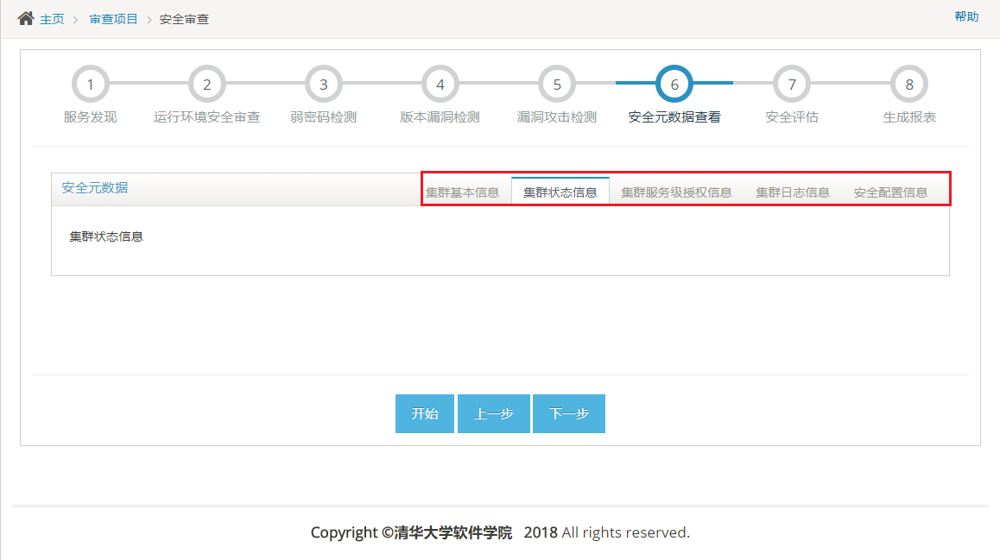 主页 > 审查项目 > 安全审查 帮助
1 2 3 4 5 6 7 8
服务发现 运行环境安全审查 弱密码检测 版本漏洞检测 漏洞攻击检测 安全元数据查看 安全评估 生成报表
安全元数据 集群基本信息 集群状态信息 集群服务级授权信息 集群日志信息 安全配置信息
集群状态信息
开始 上一步 下一步
Copyright ©清华大学软件学院 2018 All rights reserved.